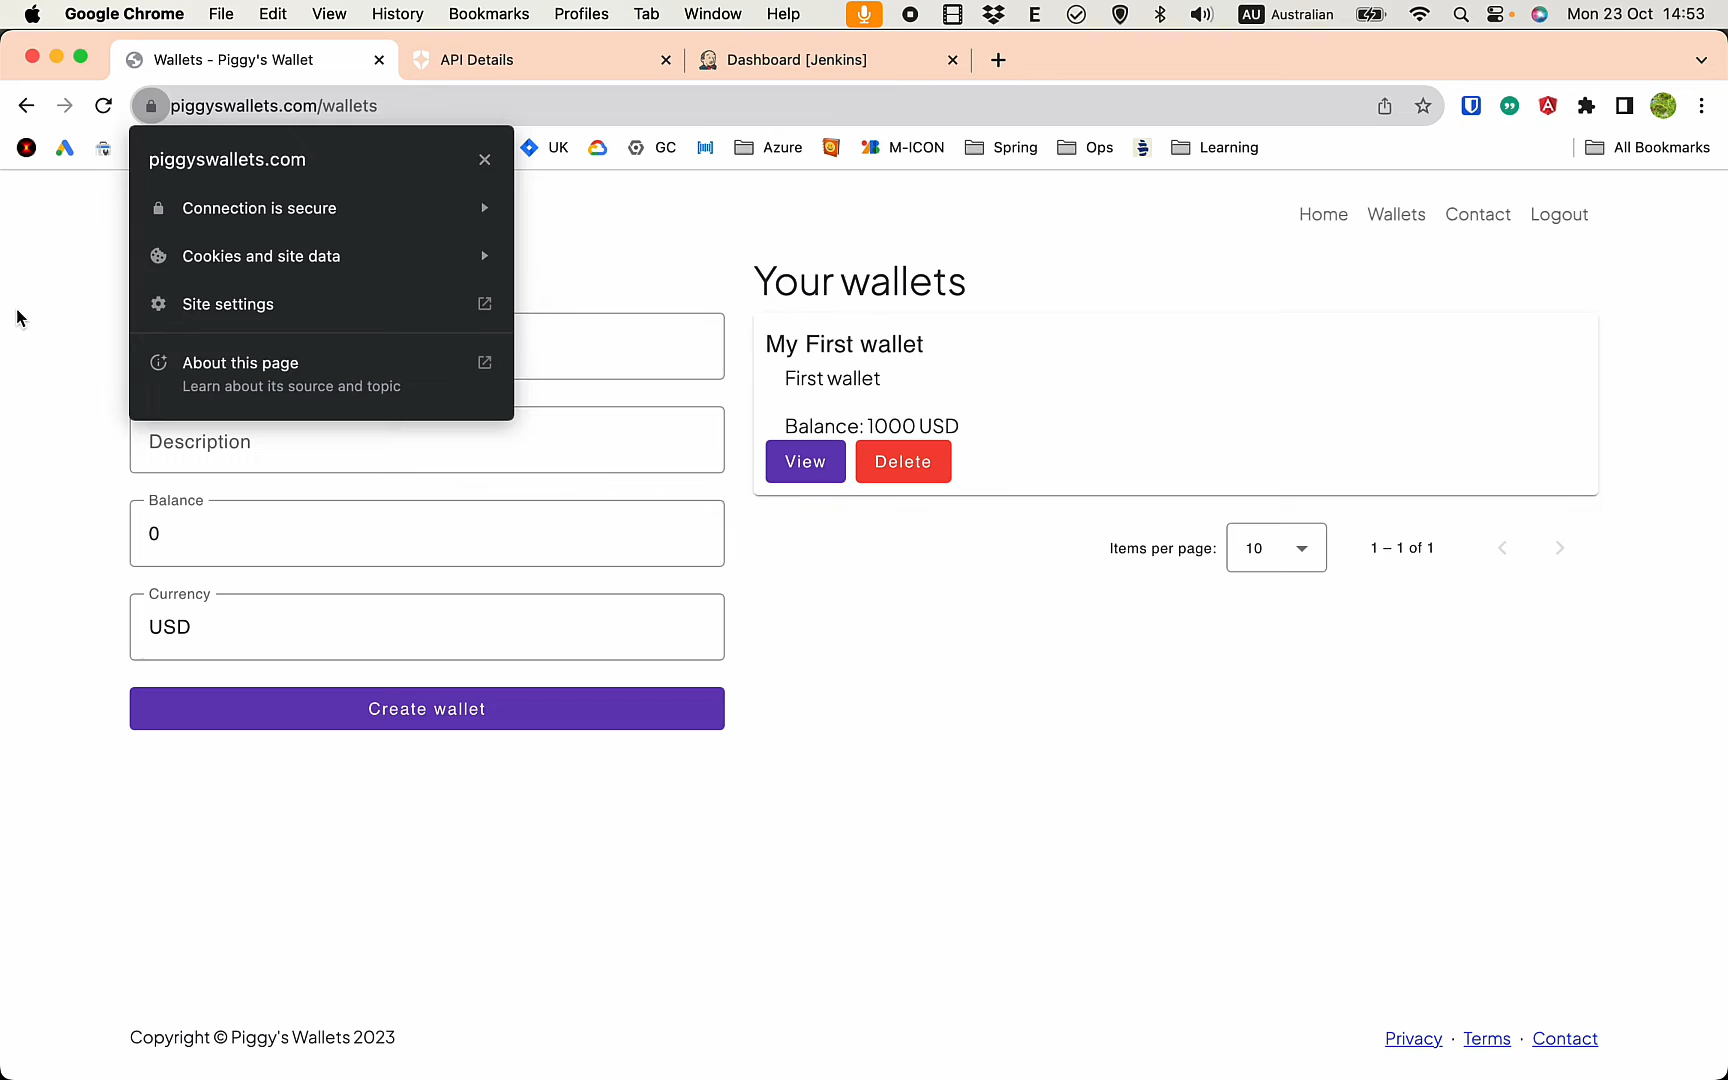 Google Chrome File Edit View History Bookmarks Profiles Tab Window Help E AU Australian Mon 23 Oct 14:53
Wallets - Piggy's Wallet API Details Dashboard [Jenkins]
piggyswallets.com/wallets
UK GC Azure M-ICON Spring Ops Learning All Bookmarks
piggyswallets.com
Connection is secure
Cookies and site data
Site settings
About this page
Learn about its source and topic
Home Wallets Contact Logout
Description
Balance
0
Currency
USD
Create wallet
Your wallets
My First wallet
First wallet
Balance: 1000 USD
View Delete
Items per page: 10 1 – 1 of 1
Copyright © Piggy's Wallets 2023
Privacy · Terms · Contact